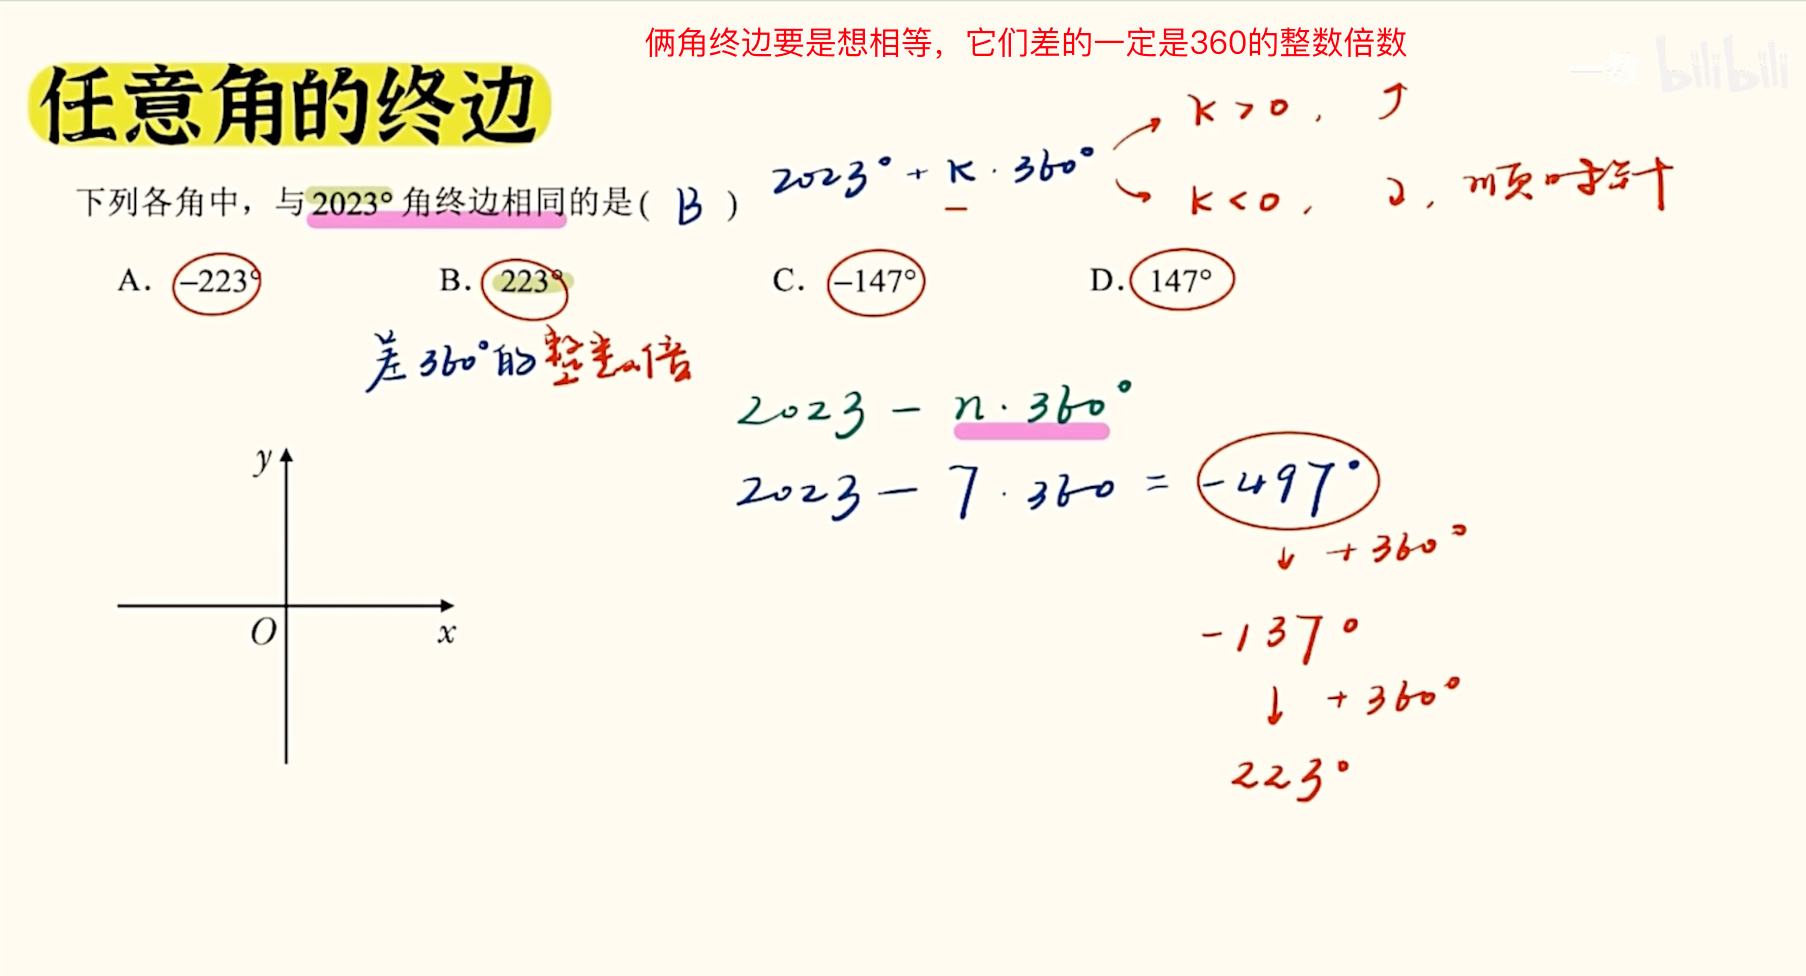 俩角终边要是想相等，它们差的一定是360的整数倍数
bilibili
任意角的终边
K > 0 ,
2023° + K · 360°
K < 0 , , 顺时针
下列各角中，与2023° 角终边相同的是( B )
A. −223° B. 223° C. −147° D. 147°
差360°的整数倍
2023 − n · 360°
2023 − 7 · 360 = −497°
↓ + 360°
−137°
↓ + 360°
223°
y
O x